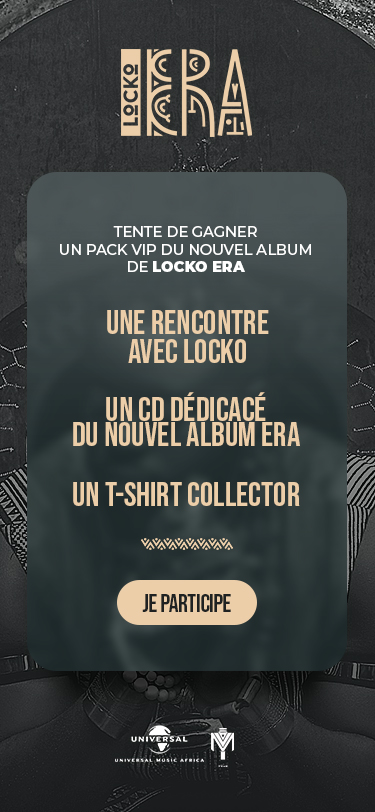 LOCKO
ERA
TENTE DE GAGNER
UN PACK VIP DU NOUVEL ALBUM
DE LOCKO ERA
UNE RENCONTRE
AVEC LOCKO
UN CD DÉDICACÉ
DU NOUVEL ALBUM ERA
UN T-SHIRT COLLECTOR
JE PARTICIPE
UNIVERSAL
UNIVERSAL MUSIC AFRICA